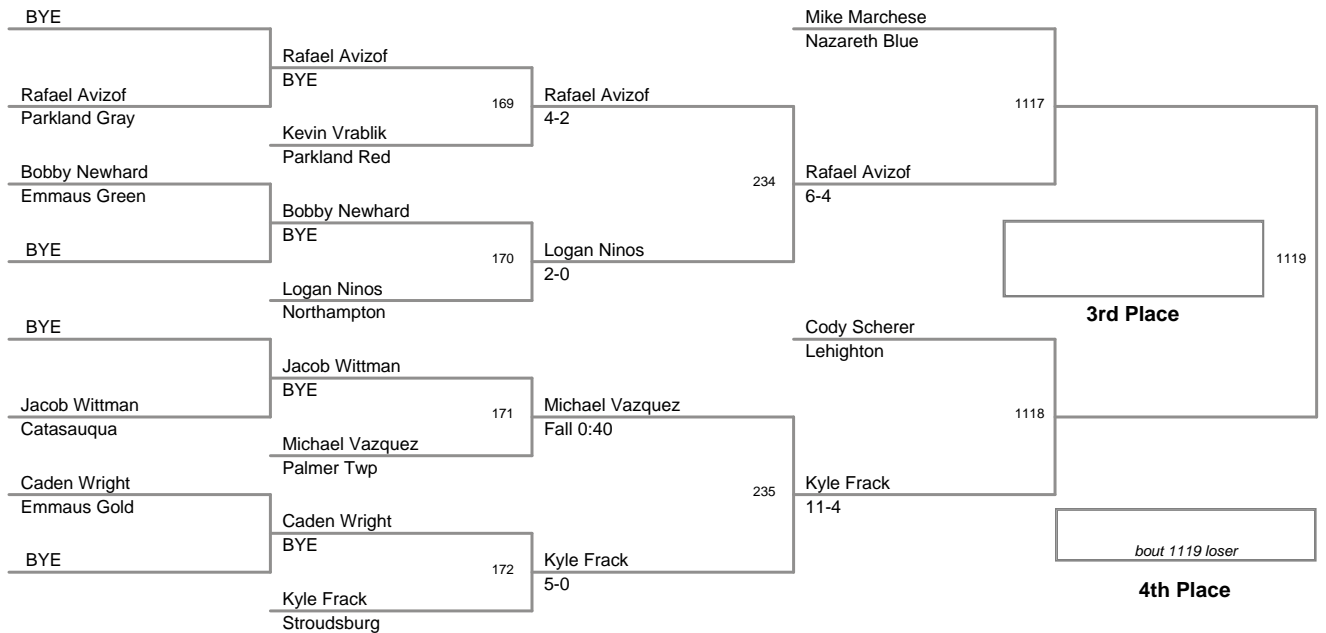 BYE
Rafael Avizof
Parkland Gray
Bobby Newhard
Emmaus Green
BYE
BYE
Jacob Wittman
Catasauqua
Caden Wright
Emmaus Gold
BYE
Rafael Avizof
BYE
169
Kevin Vrablik
Parkland Red
Bobby Newhard
BYE
170
Logan Ninos
Northampton
Jacob Wittman
BYE
171
Michael Vazquez
Palmer Twp
Caden Wright
BYE
172
Kyle Frack
Stroudsburg
Rafael Avizof
4-2
234
Logan Ninos
2-0
Michael Vazquez
Fall 0:40
235
Kyle Frack
5-0
Mike Marchese
Nazareth Blue
1117
Rafael Avizof
6-4
Cody Scherer
Lehighton
1118
Kyle Frack
11-4
1119
3rd Place
bout 1119 loser
4th Place